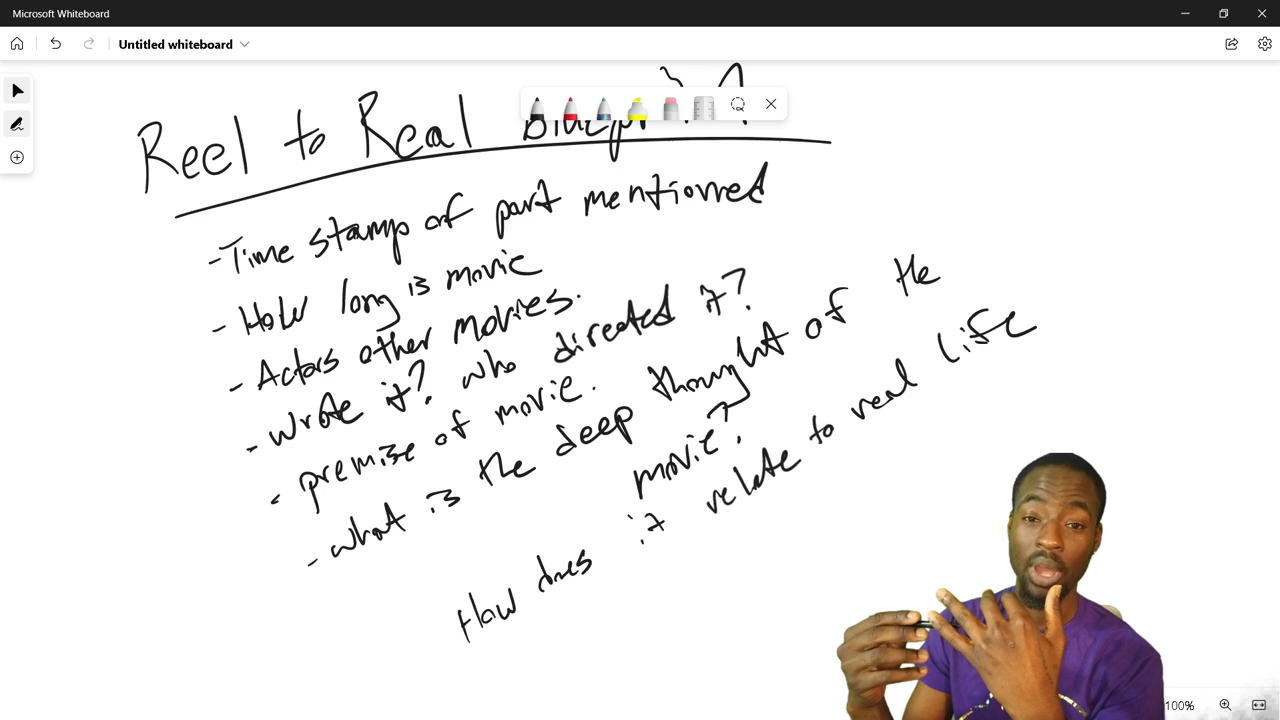 Microsoft Whiteboard
Untitled whiteboard
Reel to Real Blueprint
- Time stamp of part mentioned
- How long is movie
- Actors other movies.
- wrote it? who directed it?
- premise of movie.
- what is the deep thought of the
movie?
How does it relate to real life
100%